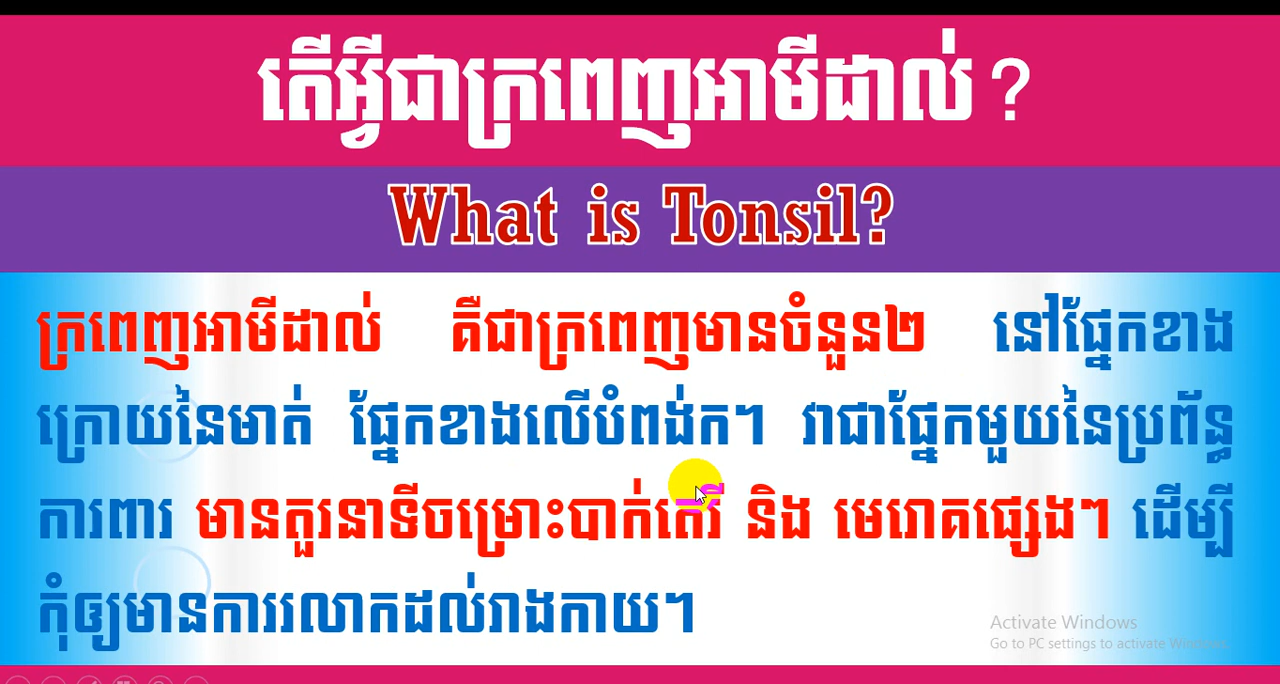 តើអ្វីជាក្រពេញអាមីដាល់ ?
What is Tonsil?
ក្រពេញអាមីដាល់ គឺជាក្រពេញមានចំនួន២ នៅផ្នែកខាង
ក្រោយនៃមាត់ ផ្នែកខាងលើបំពង់ក។ វាជាផ្នែកមួយនៃប្រព័ន្ធ
ការពារ មានតួរនាទីចម្រោះបាក់តេរី និង មេរោគផ្សេងៗ ដើម្បី
កុំឲ្យមានការរលាកដល់រាងកាយ។
Activate Windows
Go to PC settings to activate Windows.